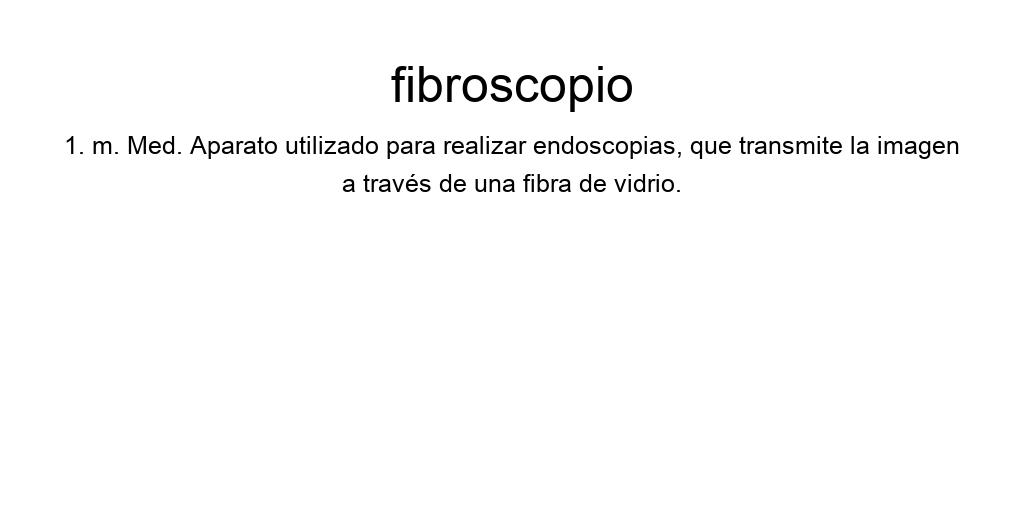 fibroscopio
1. m. Med. Aparato utilizado para realizar endoscopias, que transmite la imagen
a través de una fibra de vidrio.